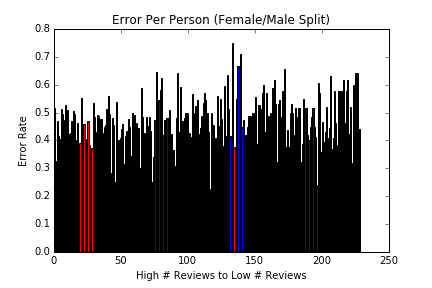 Error Per Person (Female/Male Split)
0.8
0.7
0.6
0.5
0.4
0.3
0.2
0.1
0.0
Error Rate
0 50 100 150 200 250
High # Reviews to Low # Reviews